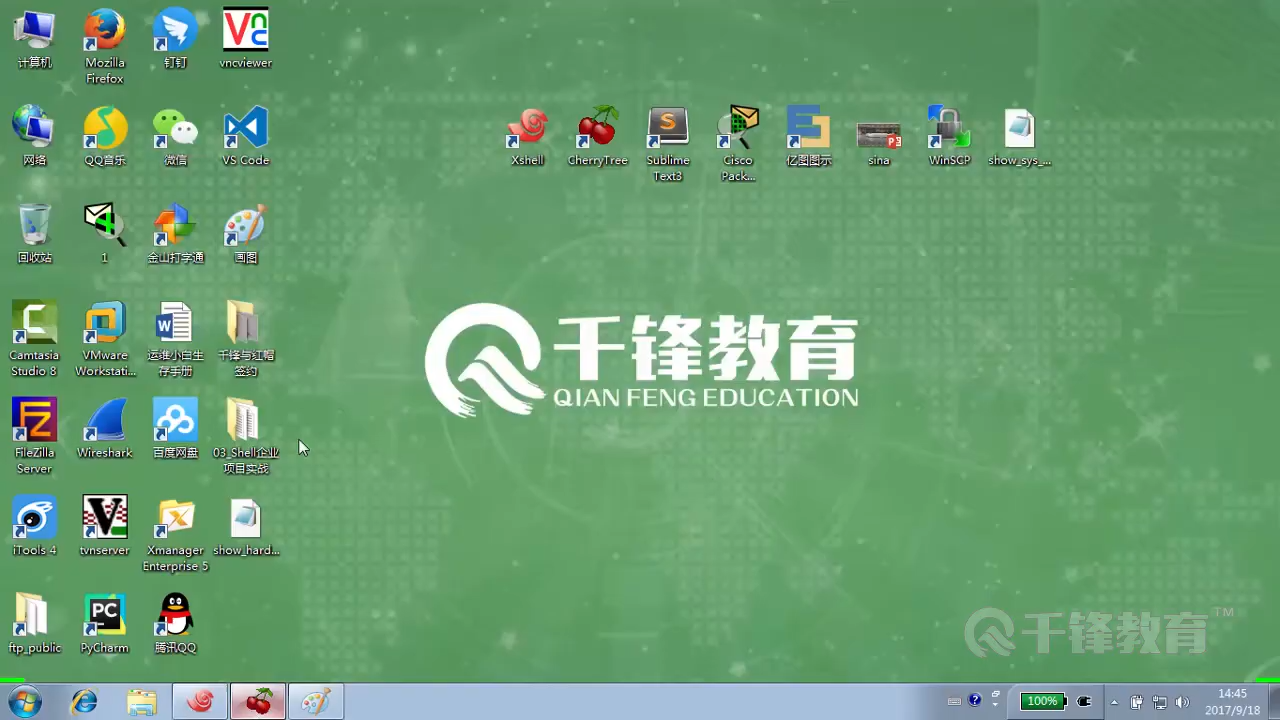 计算机
Mozilla
Firefox
钉钉
vncviewer
网络
QQ音乐
微信
VS Code
Xshell
CherryTree
Sublime
Text3
Cisco
Pack...
亿图图示
sina
WinSCP
show_sys_...
回收站
1
金山打字通
画图
Camtasia
Studio 8
VMware
Workstati...
运维小白生
存手册
千锋与红帽
签约
千锋教育
QIAN FENG EDUCATION
FileZilla
Server
Wireshark
百度网盘
03_Shell企业
项目实战
iTools 4
tvnserver
Xmanager
Enterprise 5
show_hard...
ftp_public
PyCharm
腾讯QQ
千锋教育 TM
100%
14:45
2017/9/18